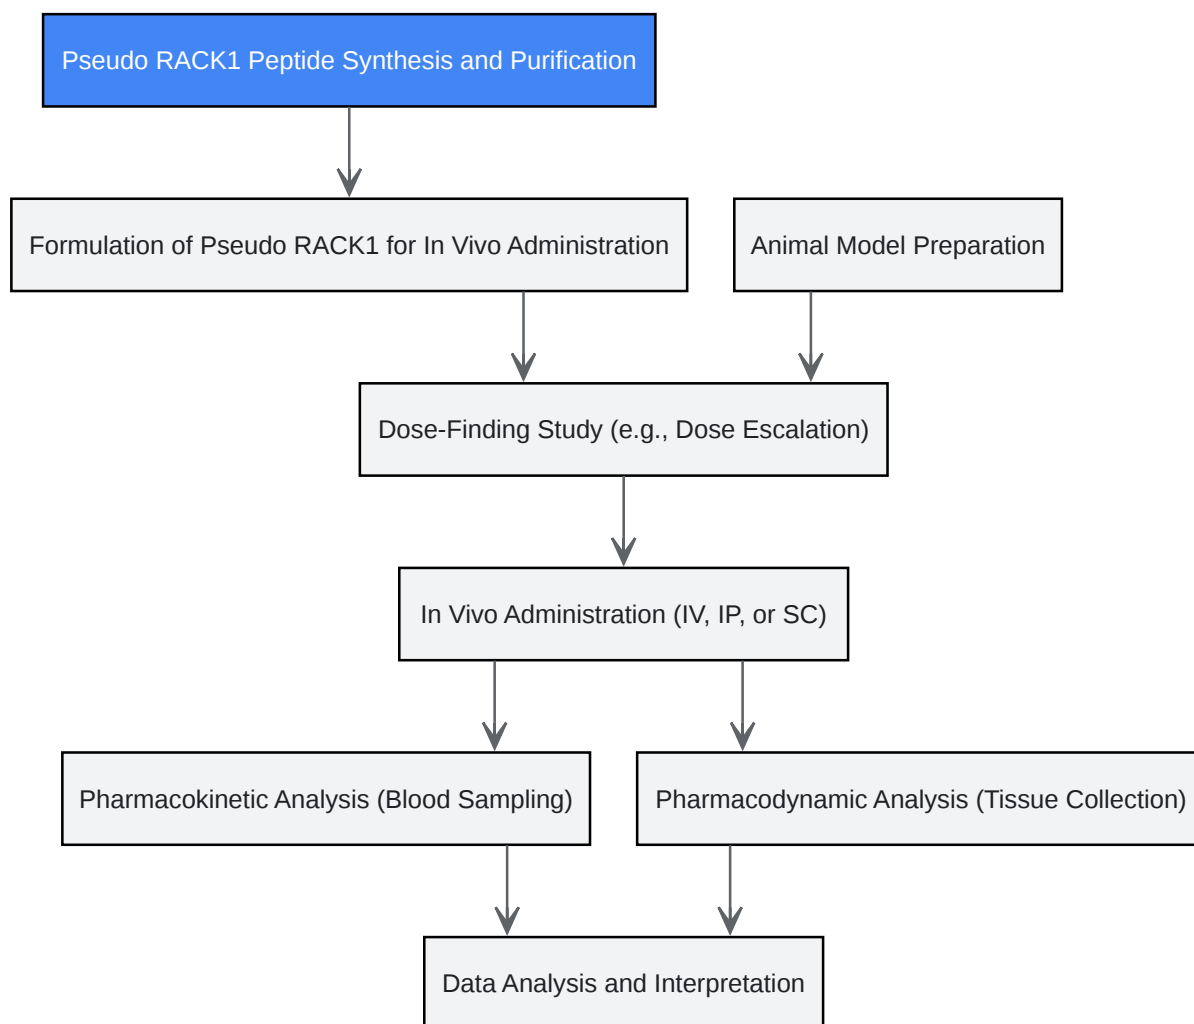 Pseudo RACK1 Peptide Synthesis and Purification
Formulation of Pseudo RACK1 for In Vivo Administration
Animal Model Preparation
Dose-Finding Study (e.g., Dose Escalation)
In Vivo Administration (IV, IP, or SC)
Pharmacokinetic Analysis (Blood Sampling)
Pharmacodynamic Analysis (Tissue Collection)
Data Analysis and Interpretation